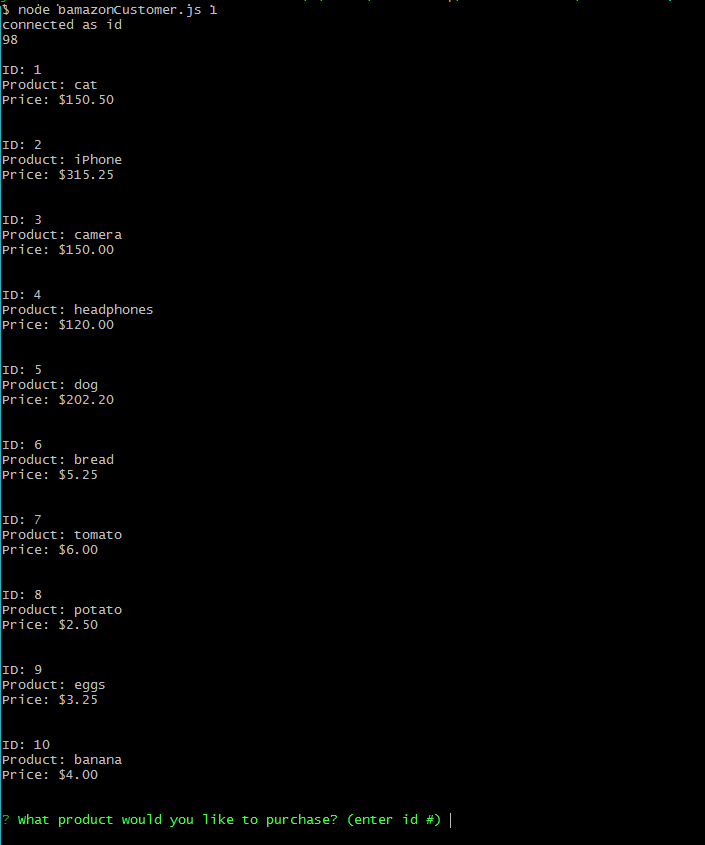 $ node bamazonCustomer.js 1
connected as id
98
ID: 1
Product: cat
Price: $150.50
ID: 2
Product: iPhone
Price: $315.25
ID: 3
Product: camera
Price: $150.00
ID: 4
Product: headphones
Price: $120.00
ID: 5
Product: dog
Price: $202.20
ID: 6
Product: bread
Price: $5.25
ID: 7
Product: tomato
Price: $6.00
ID: 8
Product: potato
Price: $2.50
ID: 9
Product: eggs
Price: $3.25
ID: 10
Product: banana
Price: $4.00
? What product would you like to purchase? (enter id #)